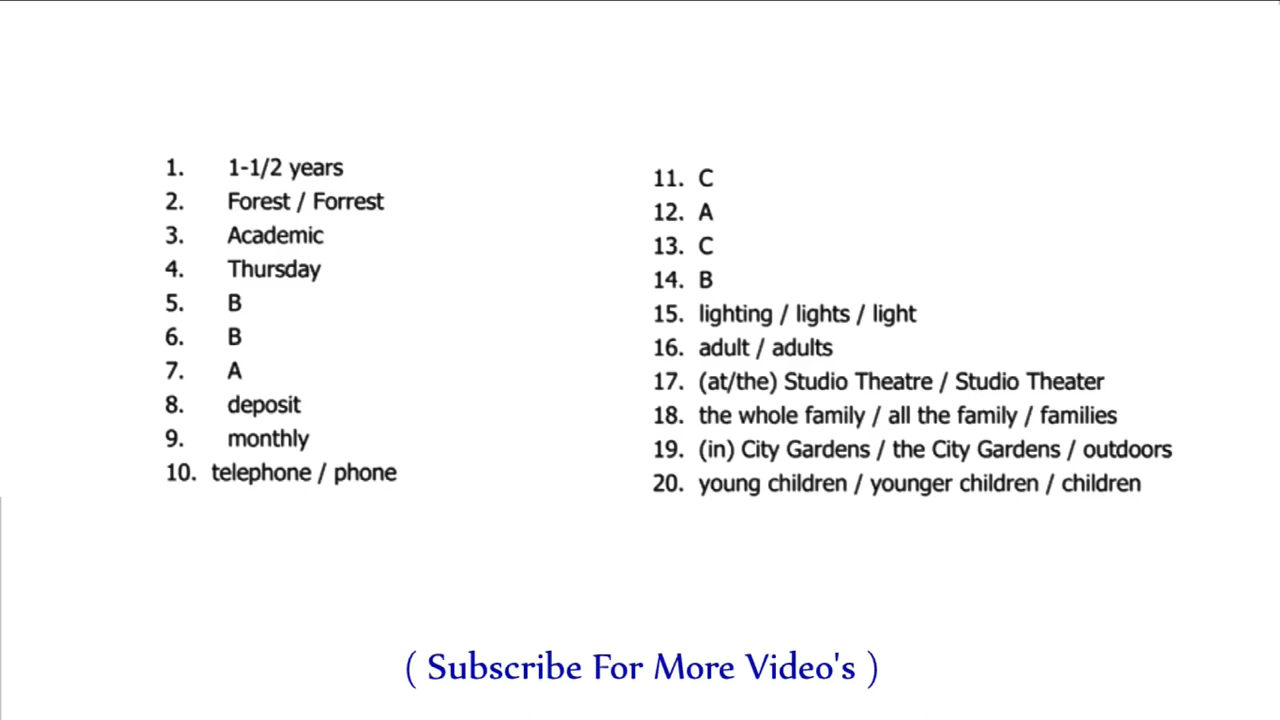 1. 1-1/2 years
2. Forest / Forrest
3. Academic
4. Thursday
5. B
6. B
7. A
8. deposit
9. monthly
10. telephone / phone
11. C
12. A
13. C
14. B
15. lighting / lights / light
16. adult / adults
17. (at/the) Studio Theatre / Studio Theater
18. the whole family / all the family / families
19. (in) City Gardens / the City Gardens / outdoors
20. young children / younger children / children
( Subscribe For More Video's )